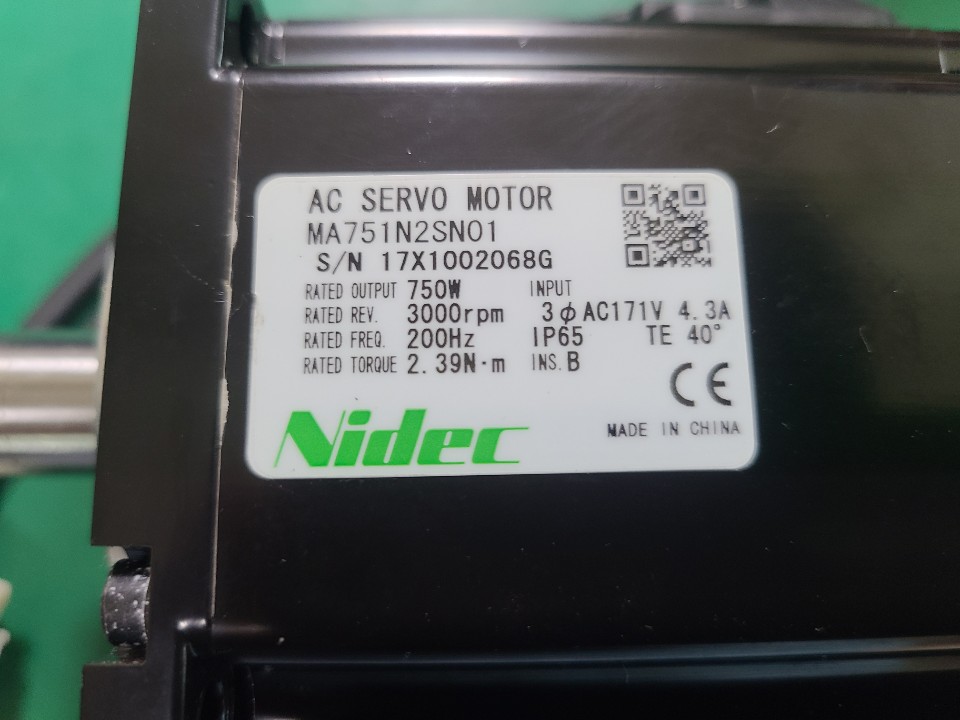 AC SERVO MOTOR
MA751N2SN01
S/N 17X1002068G
RATED OUTPUT 750W INPUT
RATED REV. 3000rpm 3φAC171V 4.3A
RATED FREQ. 200Hz IP65 TE 40°
RATED TORQUE 2.39N·m INS. B
CE
Nidec
MADE IN CHINA